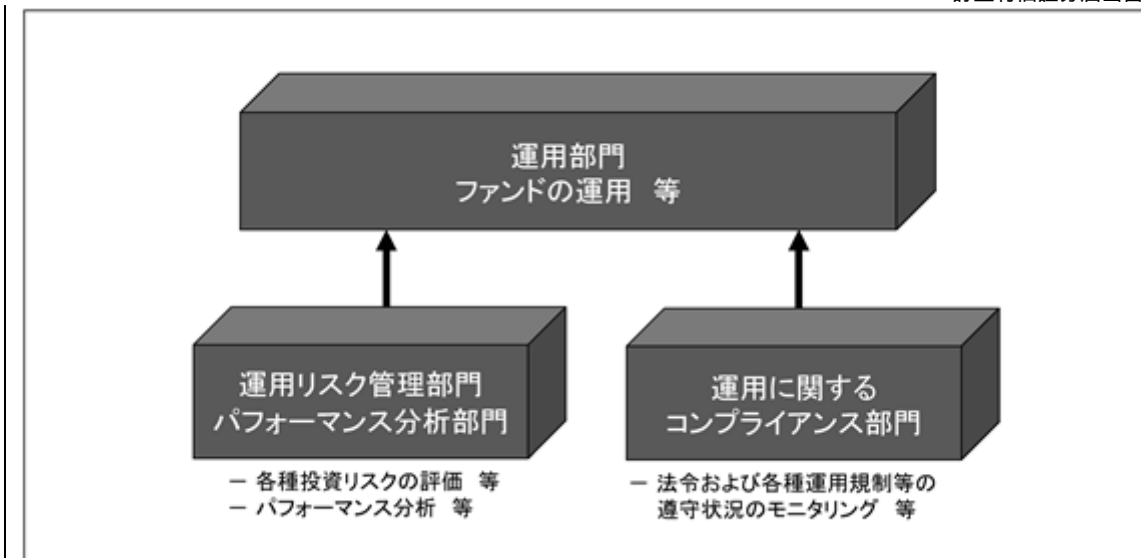 運用部門
ファンドの運用 等
運用リスク管理部門
パフォーマンス分析部門
運用に関する
コンプライアンス部門
− 各種投資リスクの評価 等
− パフォーマンス分析 等
− 法令および各種運用規制等の
遵守状況のモニタリング 等